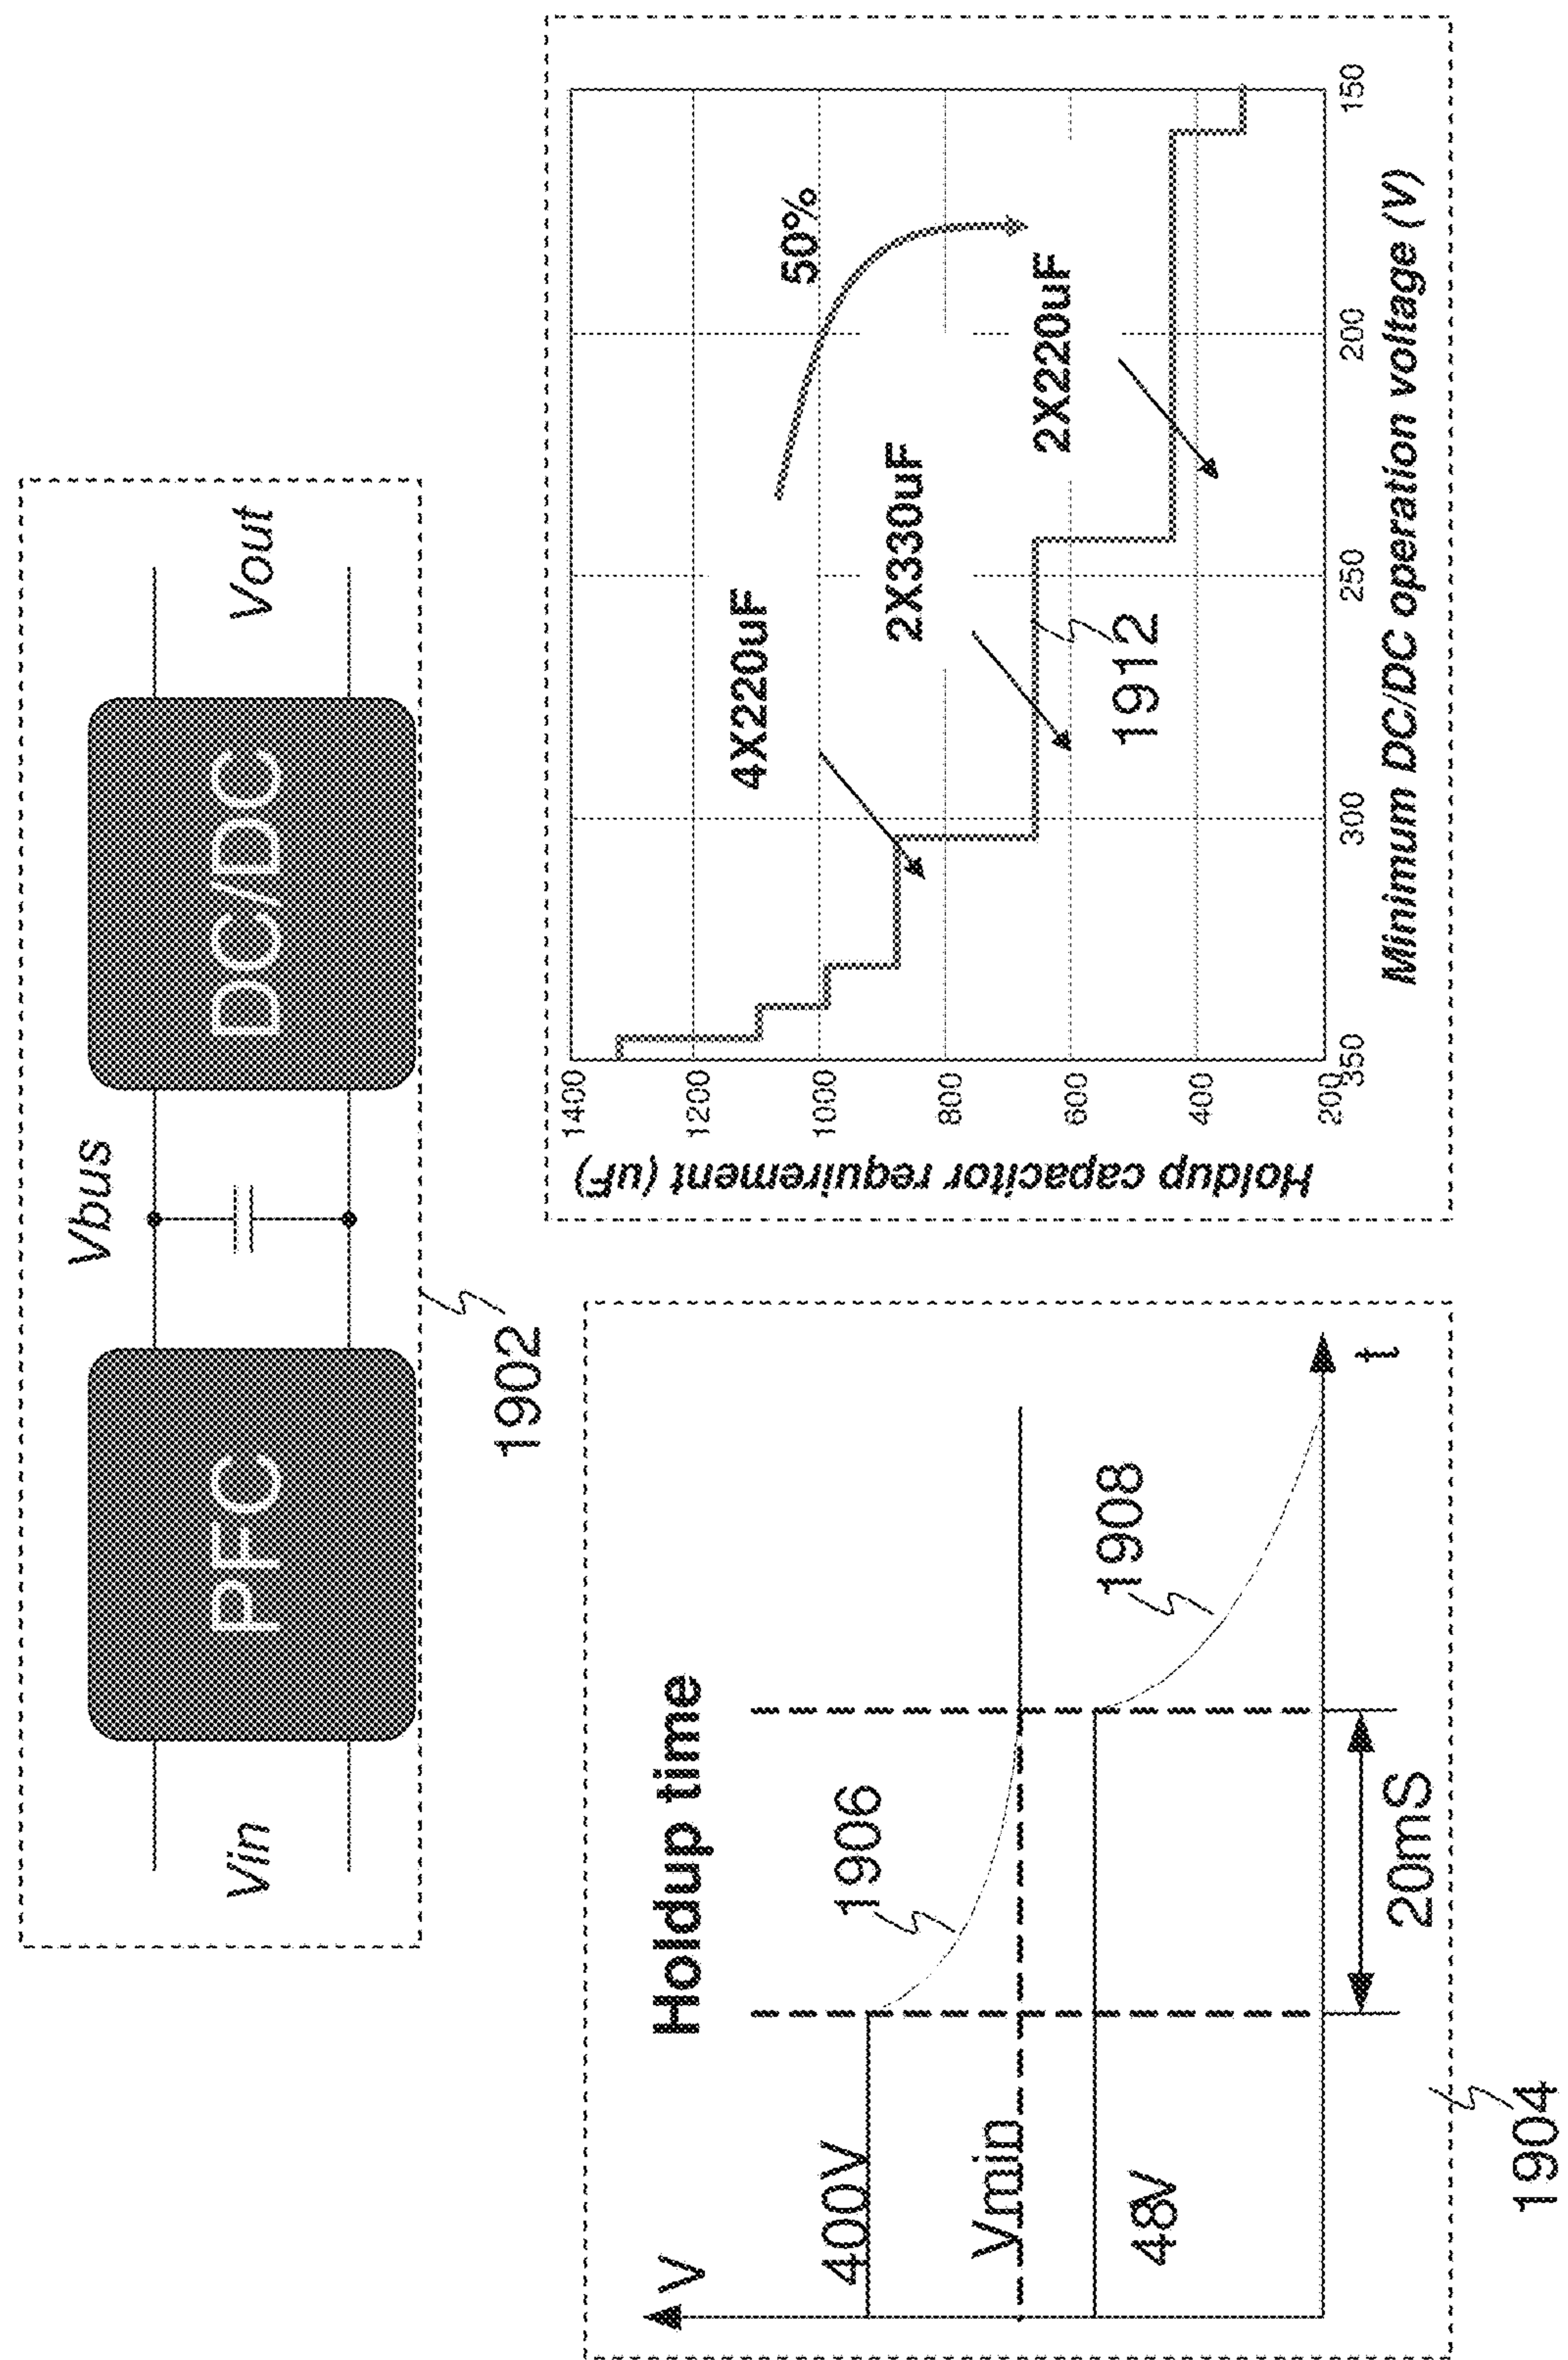 Vin
PFC
Vbus
DC/DC
Vout
1902
Holdup time
V
400V
Vmin
48V
1906
1908
t
20mS
1904
Holdup capacitor requirement (uF)
1400
1200
1000
800
600
400
200
350
300
250
200
150
4X220uF
2X330uF
2X220uF
50%
1912
Minimum DC/DC operation voltage (V)